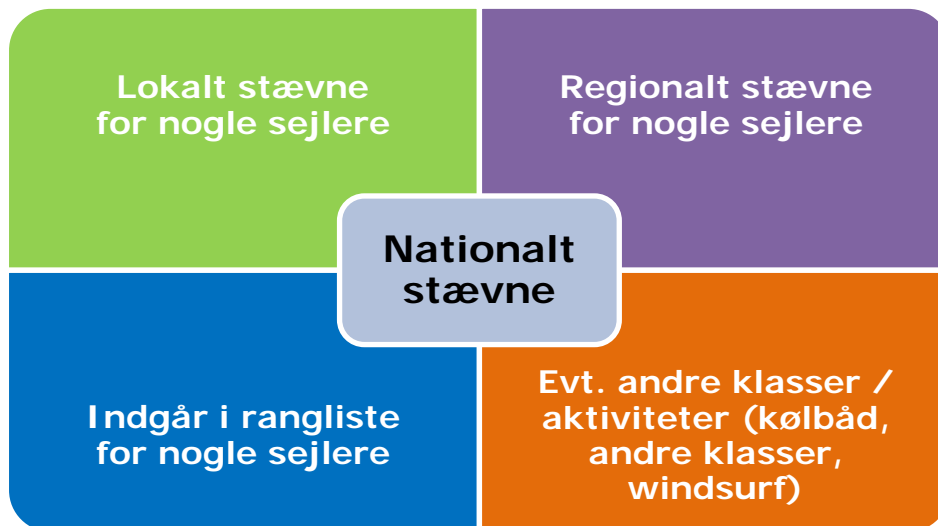 Lokalt stævne
for nogle sejlere
Regionalt stævne
for nogle sejlere
Nationalt
stævne
Indgår i rangliste
for nogle sejlere
Evt. andre klasser /
aktiviteter (kølbåd,
andre klasser,
windsurf)